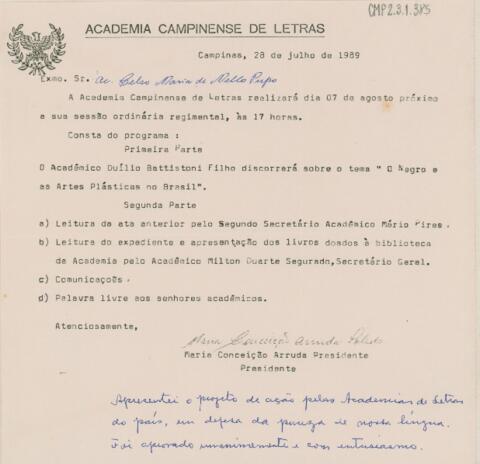 CMP2.3.1.385
ACADEMIA CAMPINENSE DE LETRAS
Campinas, 28 de julho de 1989
Exmo. Sr. Ac. Celso Maria de Mello Pupo
A Academia Campinense de Letras realizará dia 07 de agosto próximo
a sua sessão ordinária regimental, às 17 horas.
Consta do programa :
Primeira Parte
O Acadêmico Duílio Battistoni Filho discorrerá sobre o tema " O Negro e
as Artes Plásticas no Brasil".
Segunda Parte
a) Leitura da ata anterior pelo Segundo Secretário Acadêmico Mário Pires.
b) Leitura do expediente e apresentação dos livros doados à biblioteca
da Academia pelo Acadêmico Milton Duarte Segurado,Secretário Geral.
c) Comunicações.
d) Palavra livre aos senhores acadêmicos.
Atenciosamente,
Maria Conceição Arruda Toledo
Maria Conceição Arruda Presidente
Presidente
Apresentei o projeto de ação pelas Academias de Letras
do país, em defesa da pureza de nossa língua.
Foi aprovado unanimemente e com entusiasmo.